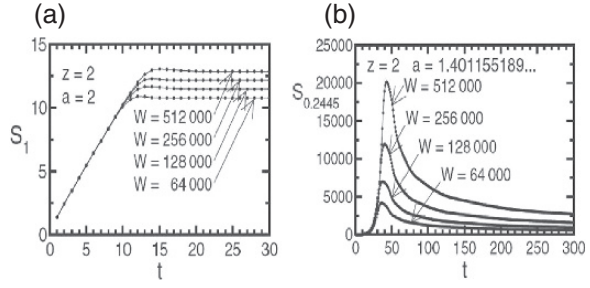 (a)
15
z = 2
a = 2
10
S1
5
0
W = 512 000
W = 256 000
W = 128 000
W = 64 000
0 5 10 15 20 25 30
t
(b)
25000
z = 2 a = 1.401155189...
S0.2445
20000
15000
10000
5000
0
W = 512 000
W = 256 000
W = 128 000
W = 64 000
0 50 100 150 200 250 300
t